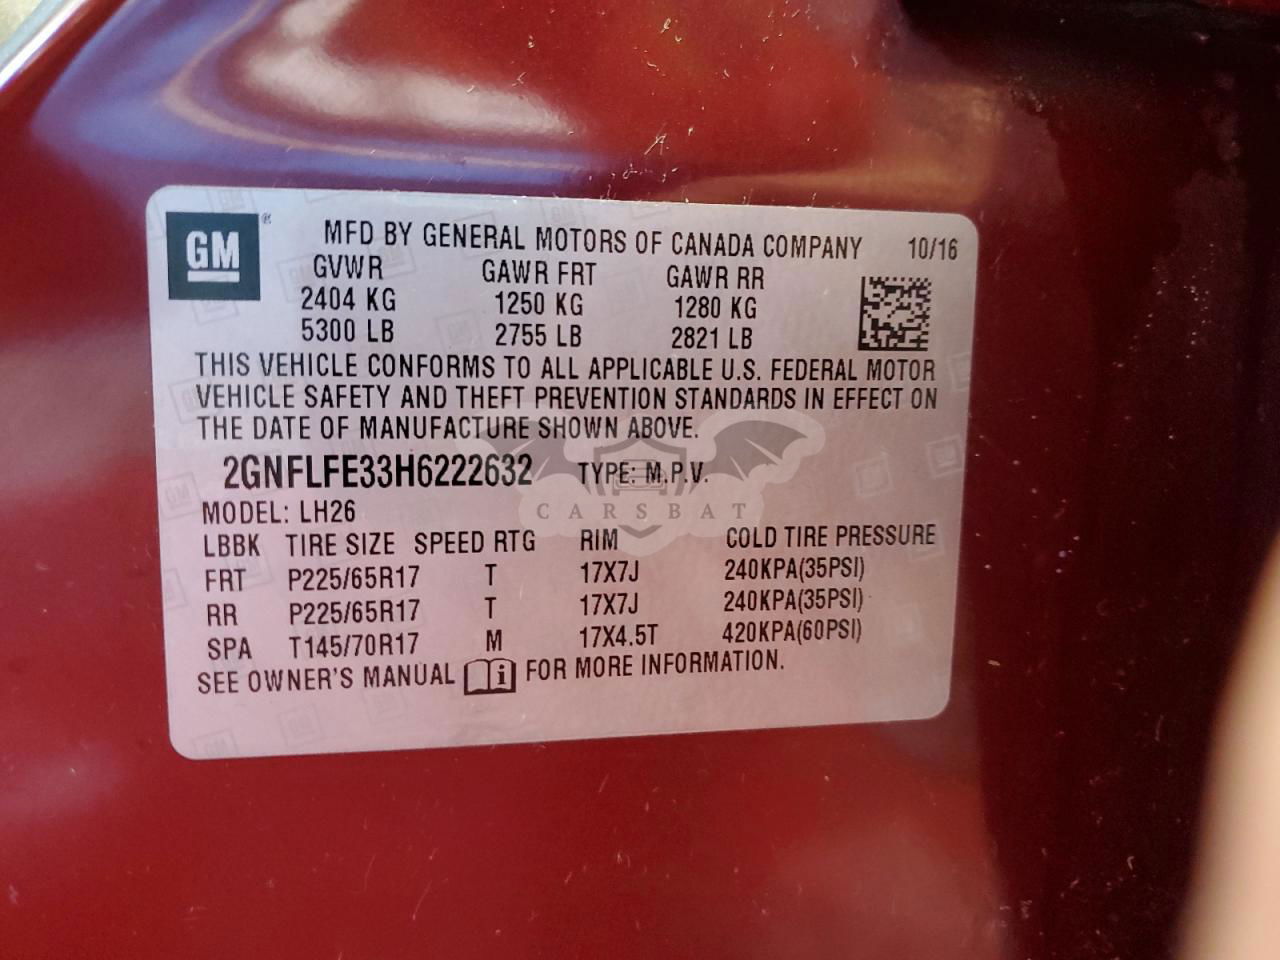 GM ® MFD BY GENERAL MOTORS OF CANADA COMPANY 10/16
GVWR GAWR FRT GAWR RR
2404 KG 1250 KG 1280 KG
5300 LB 2755 LB 2821 LB
THIS VEHICLE CONFORMS TO ALL APPLICABLE U.S. FEDERAL MOTOR
VEHICLE SAFETY AND THEFT PREVENTION STANDARDS IN EFFECT ON
THE DATE OF MANUFACTURE SHOWN ABOVE.
2GNFLFE33H6222632 TYPE: M.P.V.
CARSBAT
MODEL: LH26
LBBK TIRE SIZE SPEED RTG RIM COLD TIRE PRESSURE
FRT P225/65R17 T 17X7J 240KPA(35PSI)
RR P225/65R17 T 17X7J 240KPA(35PSI)
SPA T145/70R17 M 17X4.5T 420KPA(60PSI)
SEE OWNER'S MANUAL FOR MORE INFORMATION.